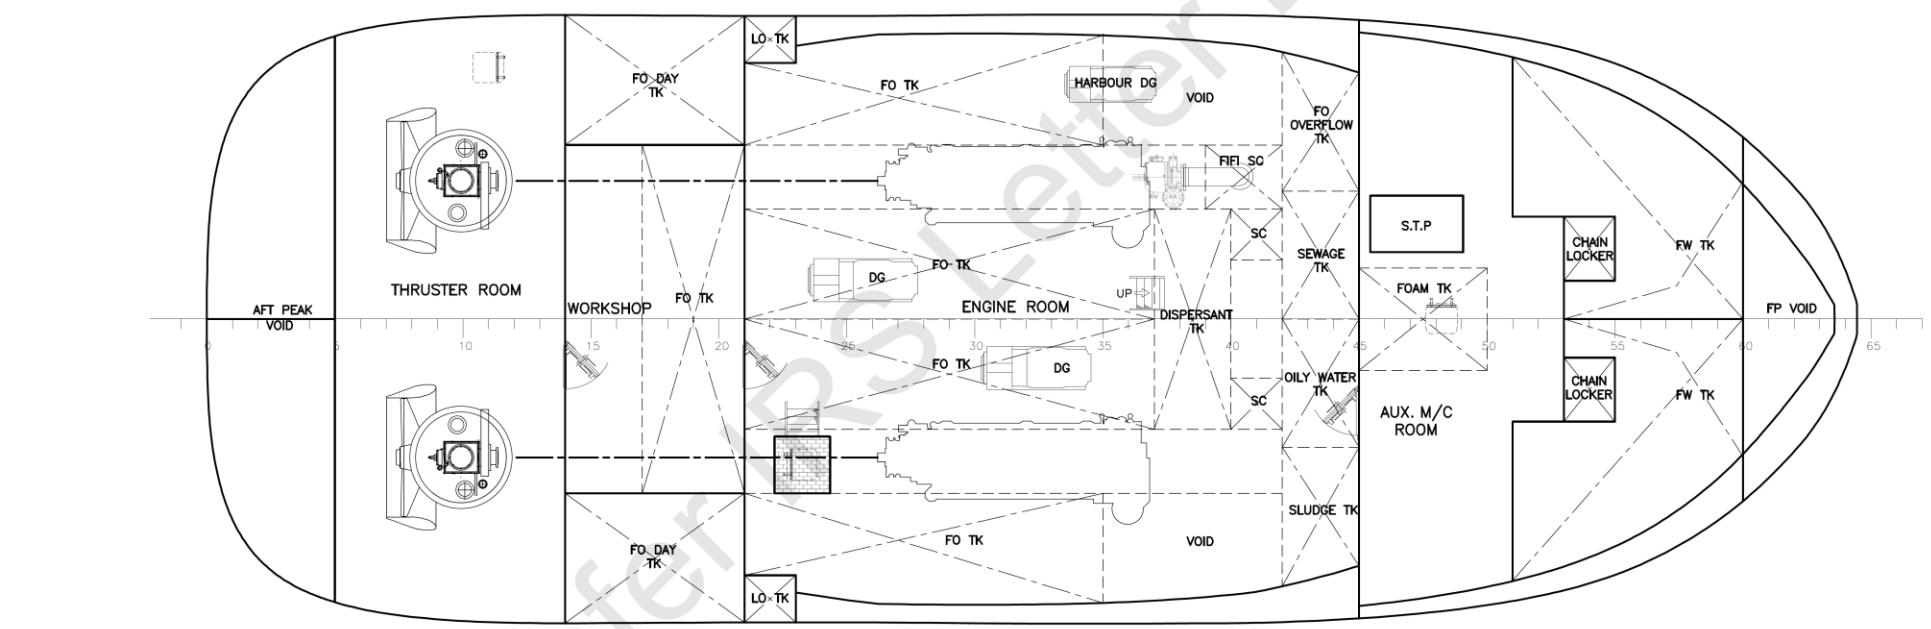 LO TK
FO DAY
TK
FO TK
HARBOUR DG
VOID
FO
OVERFLOW
TK
FIFI SC
S.T.P
SC
CHAIN
LOCKER
FW TK
SEWAGE
TK
FO TK
DG
THRUSTER ROOM
FOAM TK
UP
WORKSHOP
FO TK
ENGINE ROOM
DISPERSANT
TK
AFT PEAK
VOID
FP VOID
0 5 10 15 20 25 30 35 40 45 50 55 60 65
FO TK
DG
OILY WATER
TK
SC
CHAIN
LOCKER
FW TK
AUX. M/C
ROOM
SLUDGE TK
FO TK
VOID
FO DAY
TK
LO TK
fer IRS Letter